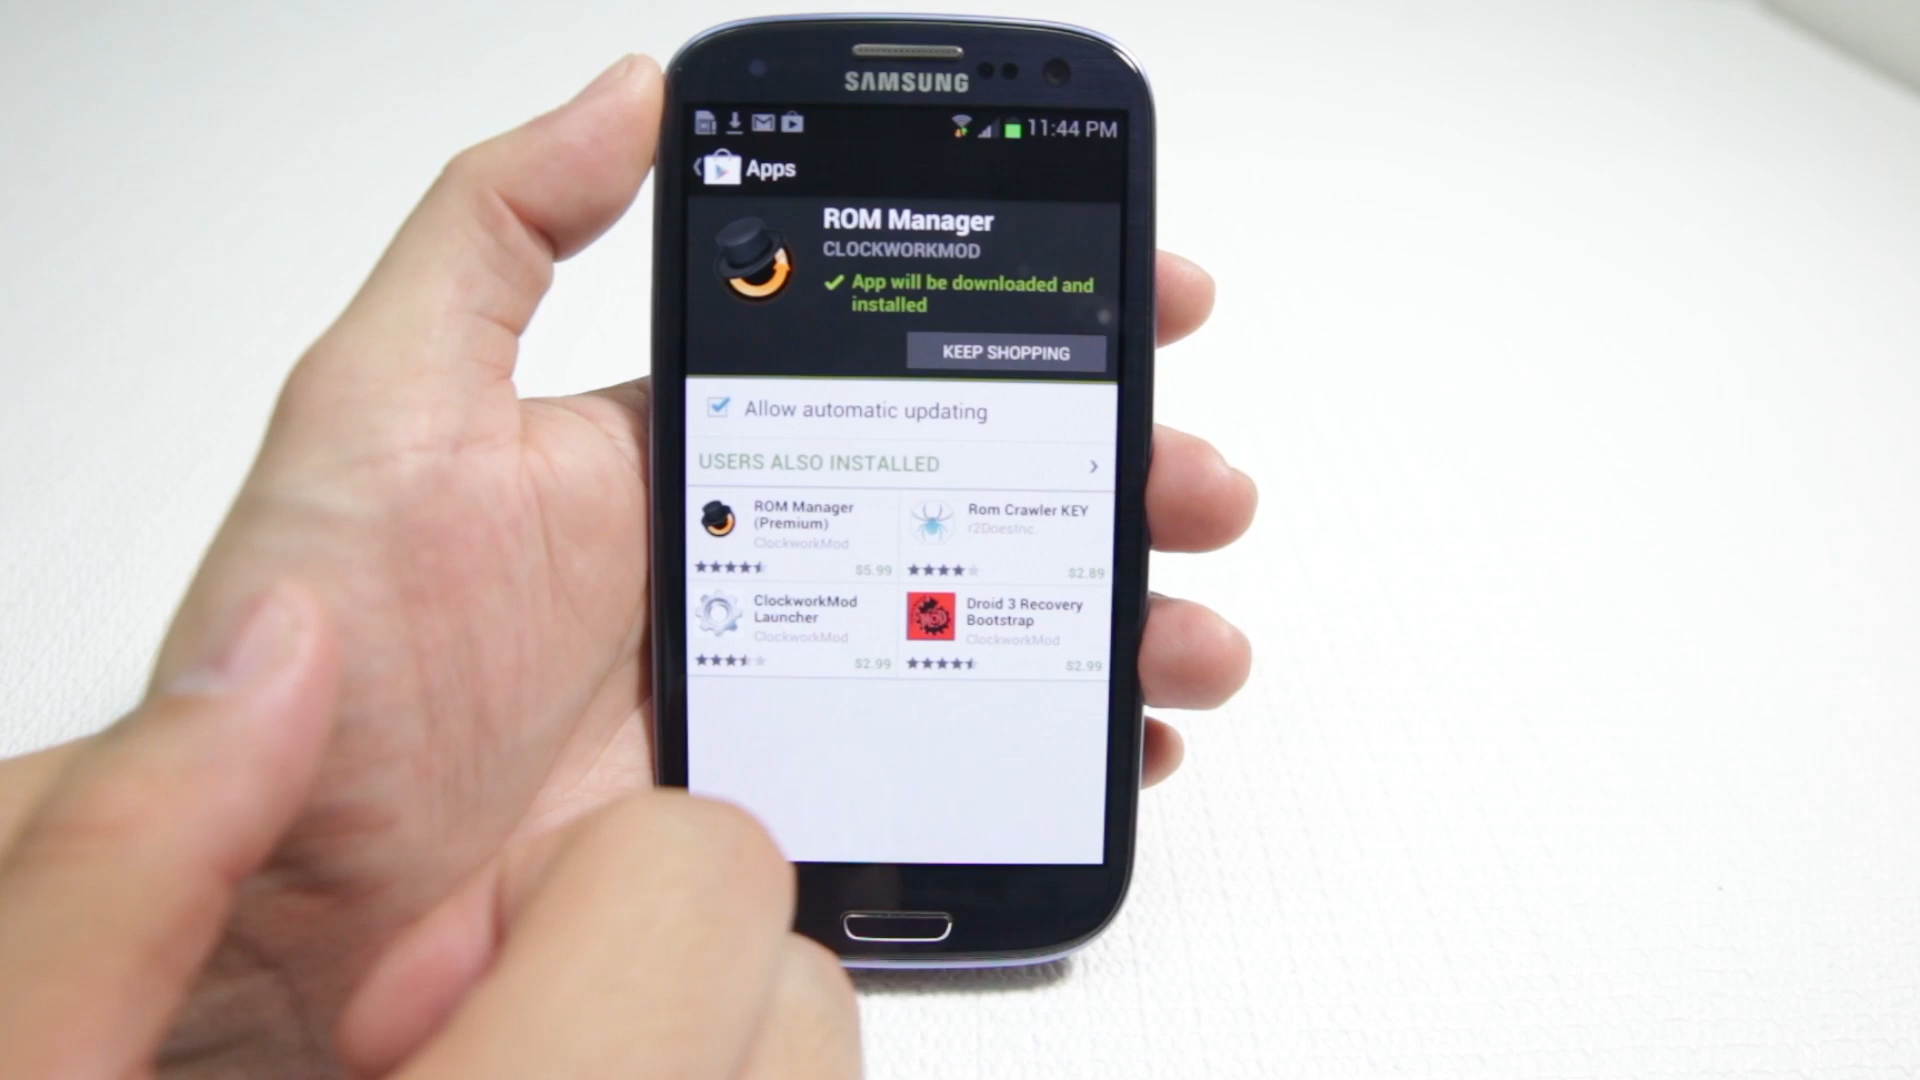 SAMSUNG
11:44 PM
Apps
ROM Manager
CLOCKWORKMOD
App will be downloaded and
installed
KEEP SHOPPING
Allow automatic updating
USERS ALSO INSTALLED
ROM Manager
(Premium)
ClockworkMod
$5.99
Rom Crawler KEY
r2DoesInc
$2.89
ClockworkMod
Launcher
ClockworkMod
$2.99
Droid 3 Recovery
Bootstrap
ClockworkMod
$2.99